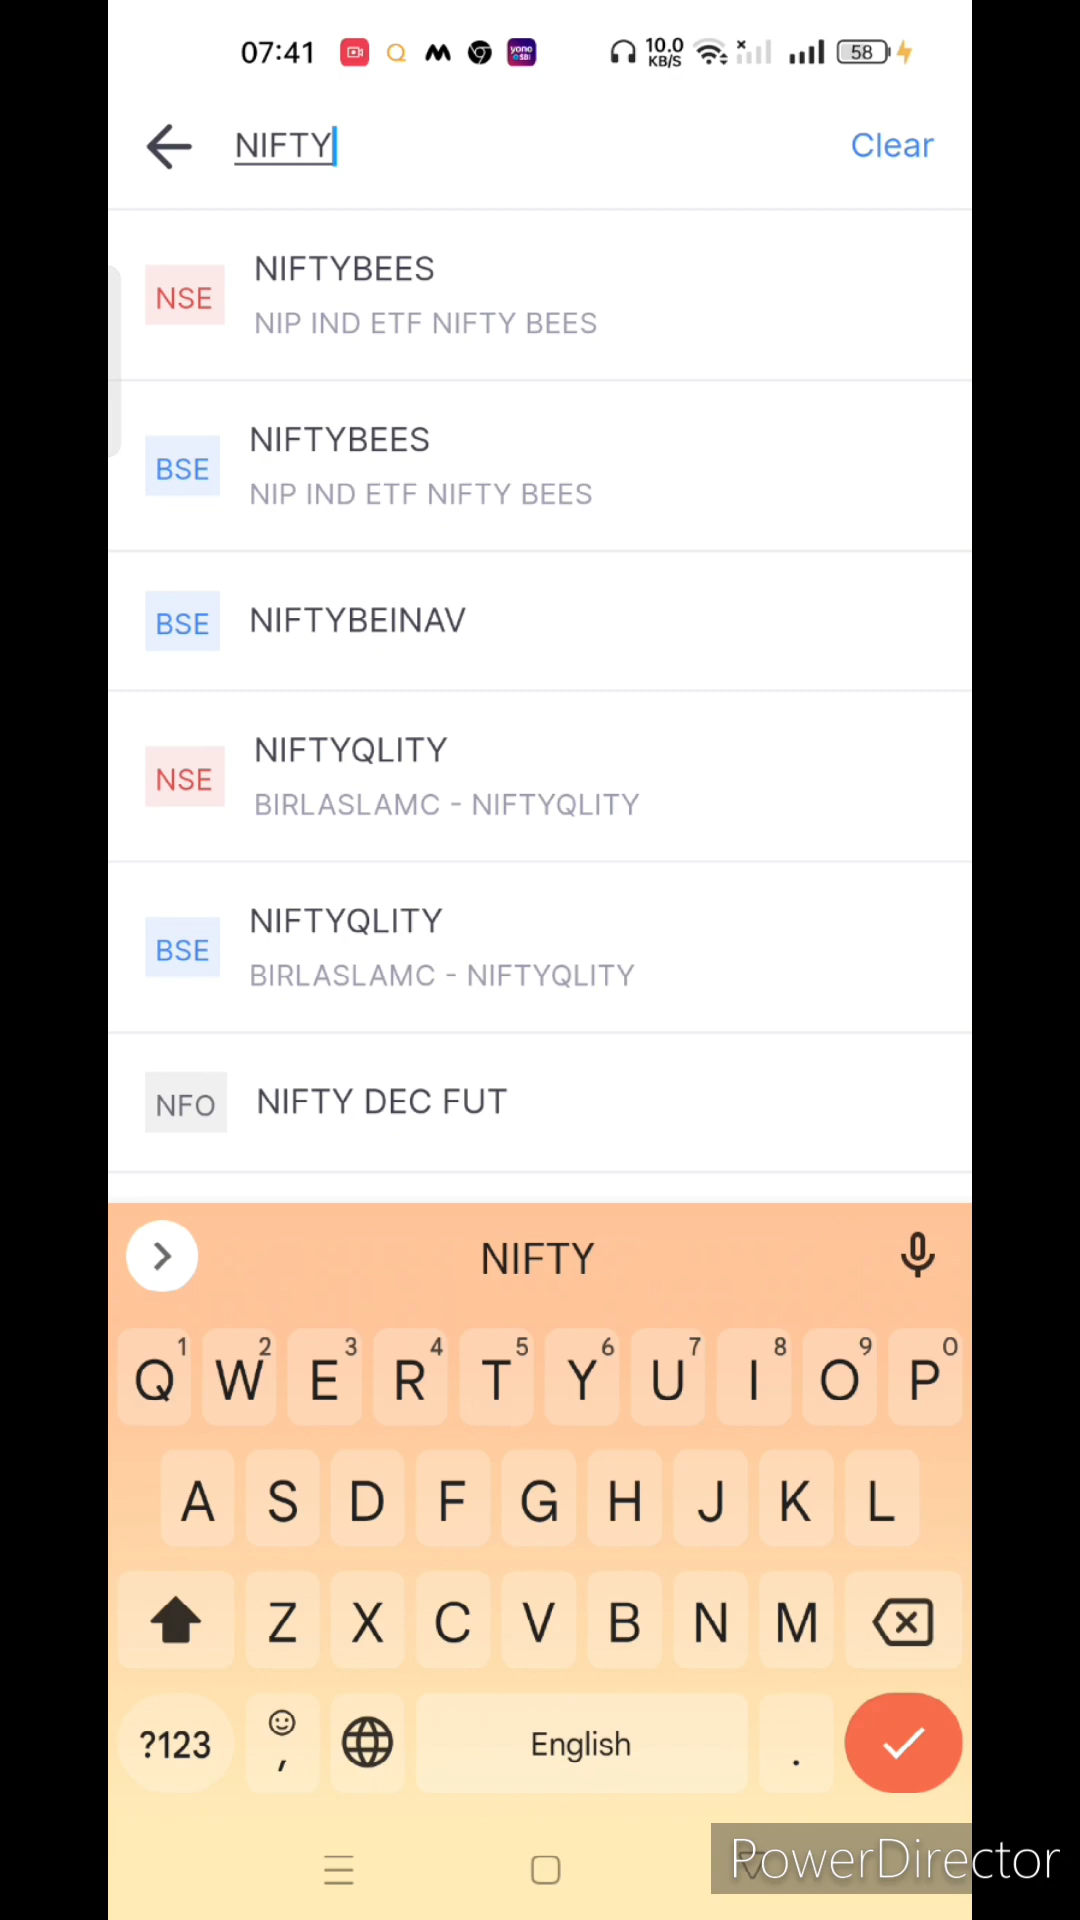 07:41 yono SBI 10.0 KB/S 58
NIFTY Clear
NSE NIFTYBEES
NIP IND ETF NIFTY BEES
BSE NIFTYBEES
NIP IND ETF NIFTY BEES
BSE NIFTYBEINAV
NSE NIFTYQLITY
BIRLASLAMC - NIFTYQLITY
BSE NIFTYQLITY
BIRLASLAMC - NIFTYQLITY
NFO NIFTY DEC FUT
NIFTY
1 2 3 4 5 6 7 8 9 0
Q W E R T Y U I O P
A S D F G H J K L
Z X C V B N M
?123 , English .
PowerDirector